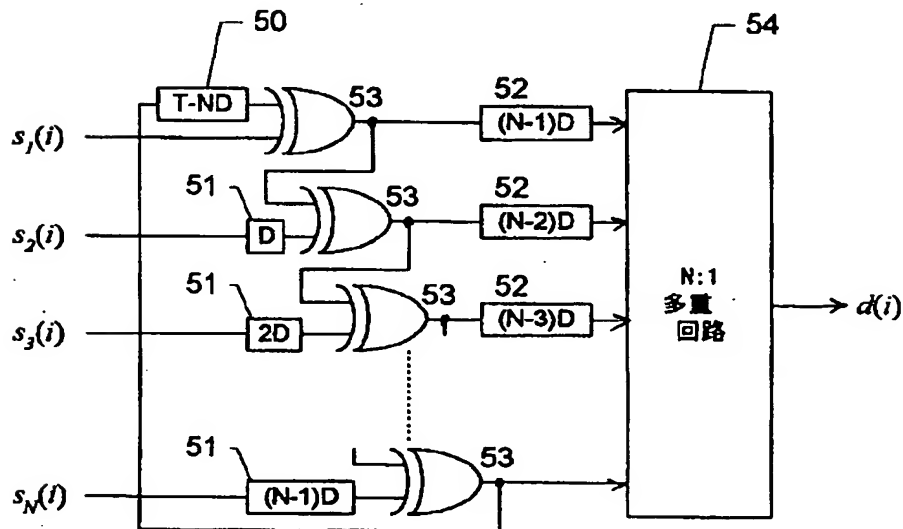 50
54
T-ND
53
52
(N-1)D
s₁(i)
51
53
52
(N-2)D
s₂(i)
D
51
53
52
(N-3)D
N:1
多重
回路
d(i)
s₃(i)
2D
51
53
s_N(i)
(N-1)D